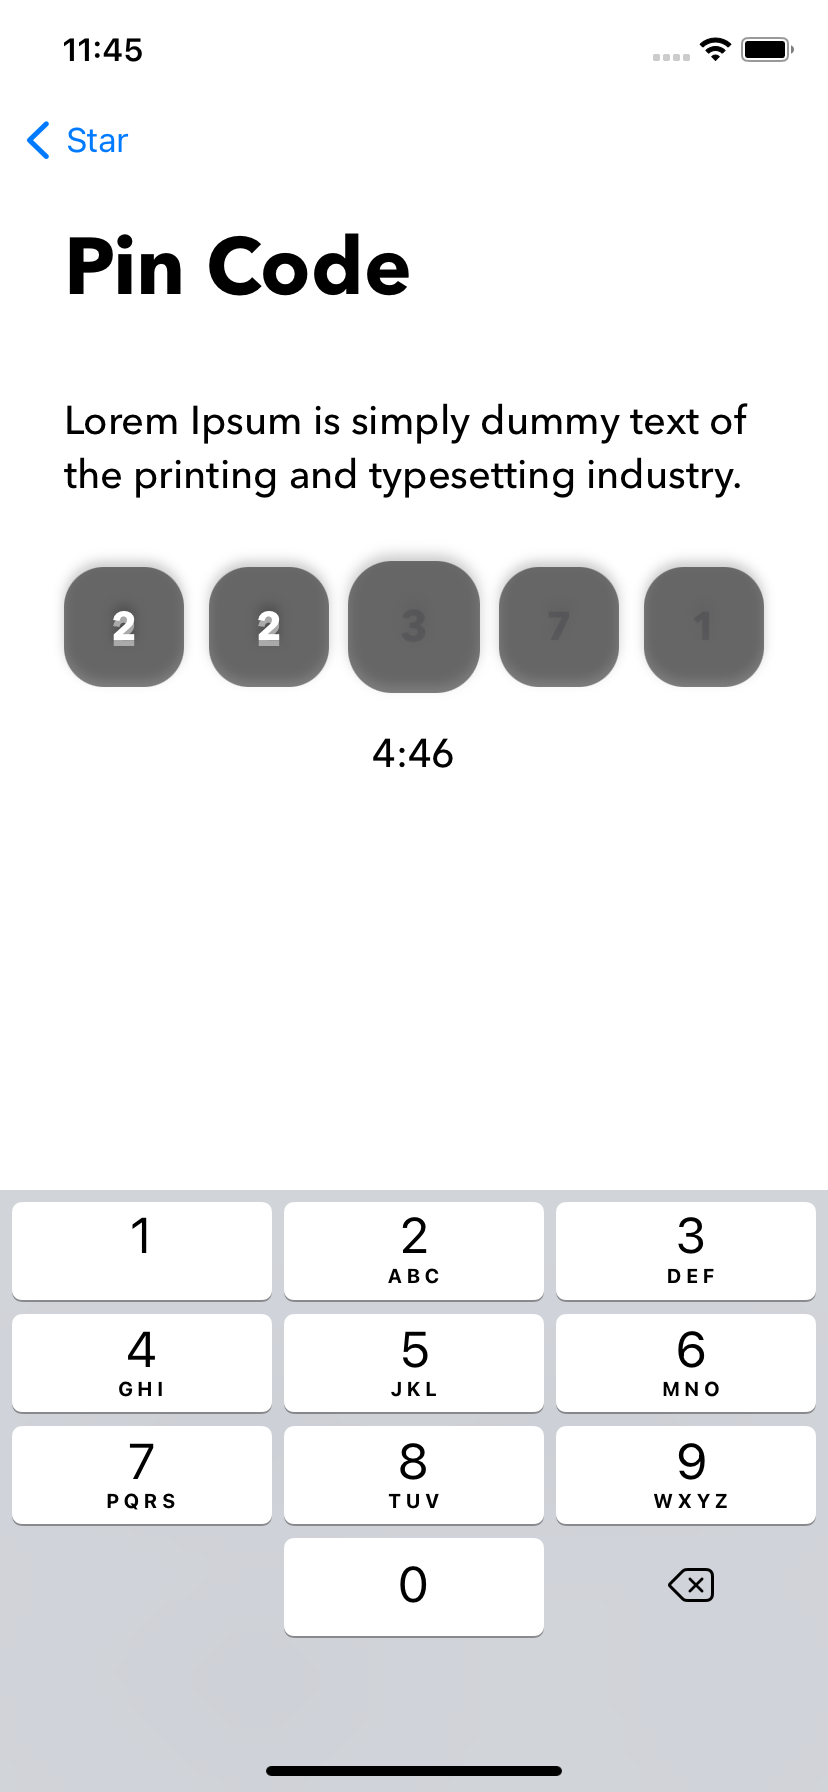 11:45
Star
Pin Code
Lorem Ipsum is simply dummy text of
the printing and typesetting industry.
2 2 3 7 1
4:46
1 2 3
ABC DEF
4 5 6
GHI JKL MNO
7 8 9
PQRS TUV WXYZ
0